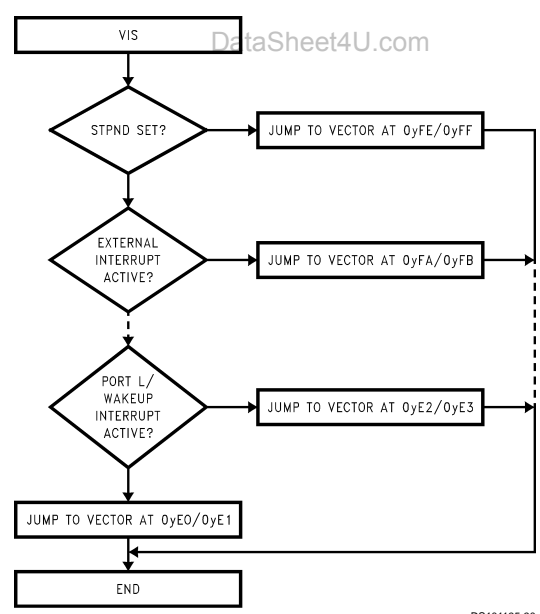 VIS
DataSheet4U.com
STPND SET?
JUMP TO VECTOR AT 0yFE/0yFF
EXTERNAL
INTERRUPT
ACTIVE?
JUMP TO VECTOR AT 0yFA/0yFB
PORT L/
WAKEUP
INTERRUPT
ACTIVE?
JUMP TO VECTOR AT 0yE2/0yE3
JUMP TO VECTOR AT 0yE0/0yE1
END